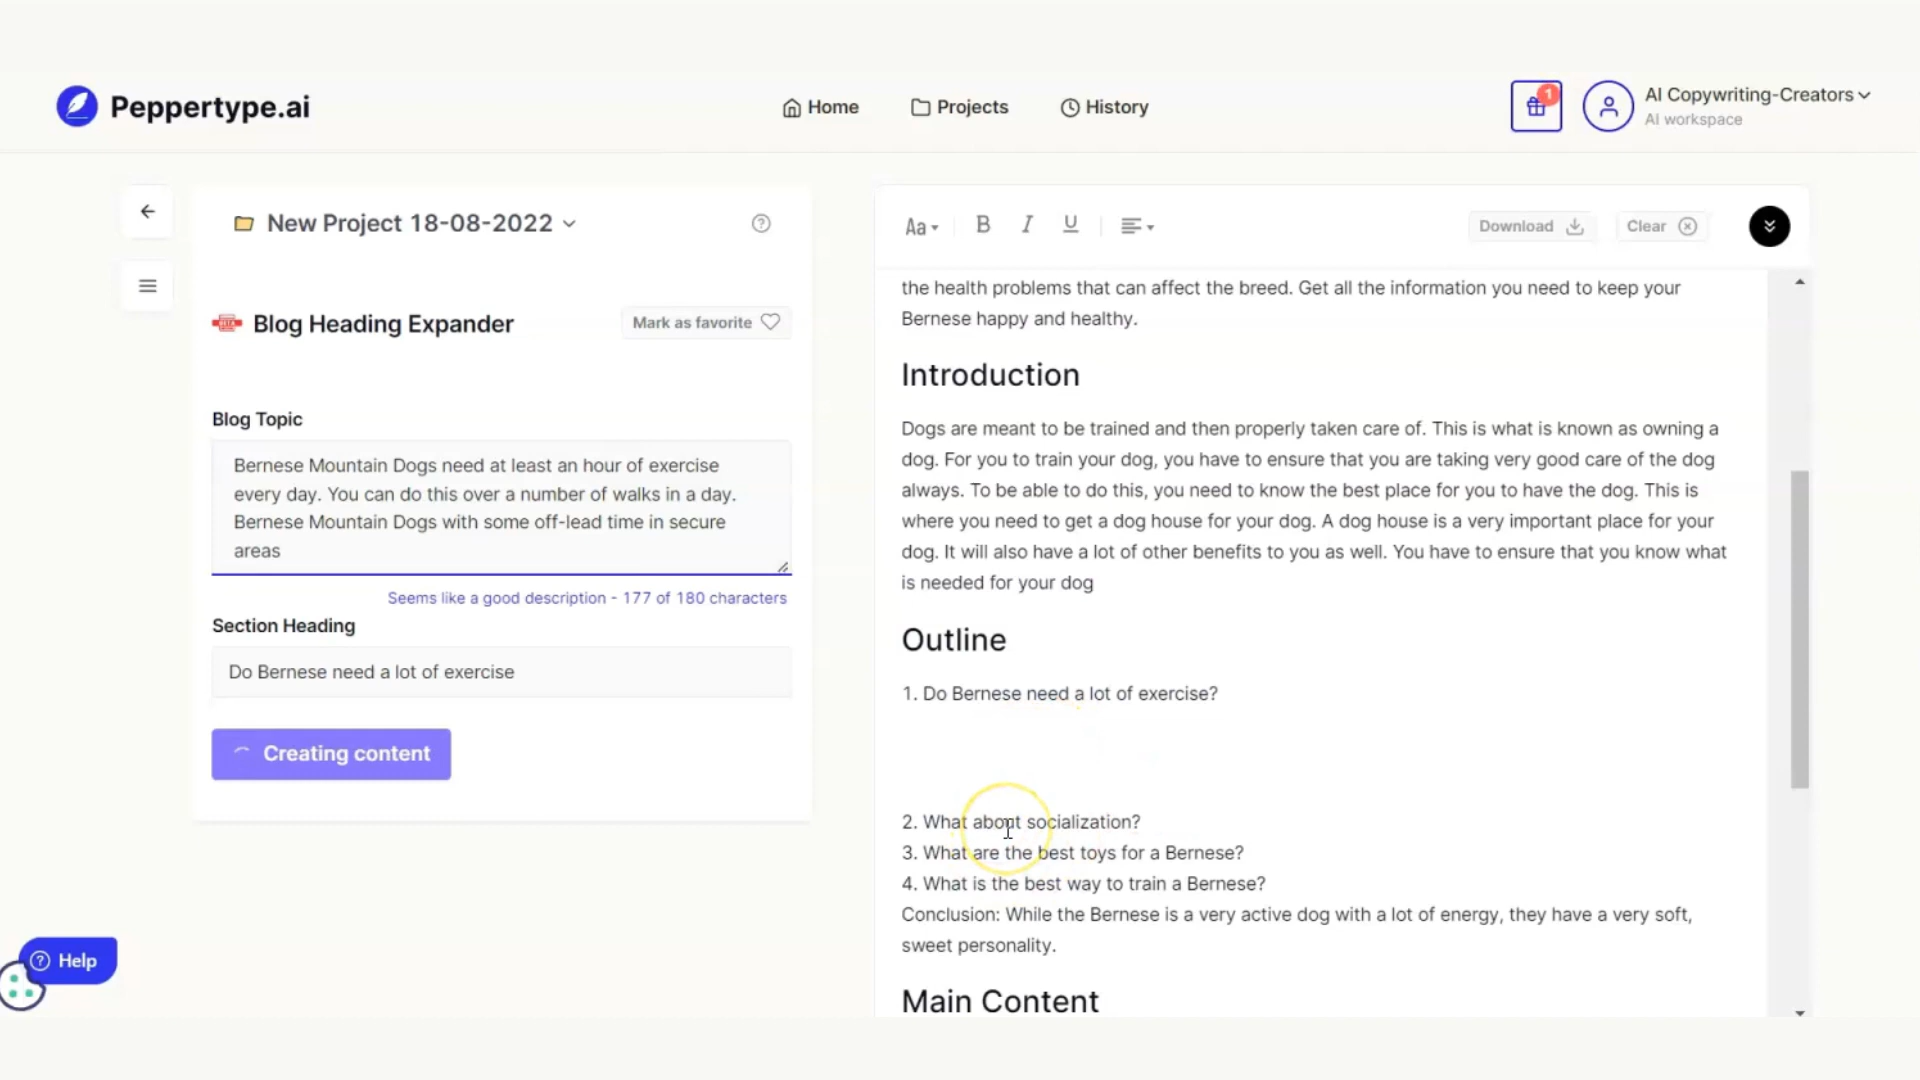 Peppertype.ai
Home
Projects
History
1
AI Copywriting-Creators
AI workspace
New Project 18-08-2022
BETA
Blog Heading Expander
Mark as favorite
Blog Topic
Bernese Mountain Dogs need at least an hour of exercise
every day. You can do this over a number of walks in a day.
Bernese Mountain Dogs with some off-lead time in secure
areas
Seems like a good description - 177 of 180 characters
Section Heading
Do Bernese need a lot of exercise
Creating content
Help
Aa
B
I
U
Download
Clear
the health problems that can affect the breed. Get all the information you need to keep your
Bernese happy and healthy.
Introduction
Dogs are meant to be trained and then properly taken care of. This is what is known as owning a
dog. For you to train your dog, you have to ensure that you are taking very good care of the dog
always. To be able to do this, you need to know the best place for you to have the dog. This is
where you need to get a dog house for your dog. A dog house is a very important place for your
dog. It will also have a lot of other benefits to you as well. You have to ensure that you know what
is needed for your dog
Outline
1. Do Bernese need a lot of exercise?
2. What about socialization?
3. What are the best toys for a Bernese?
4. What is the best way to train a Bernese?
Conclusion: While the Bernese is a very active dog with a lot of energy, they have a very soft,
sweet personality.
Main Content